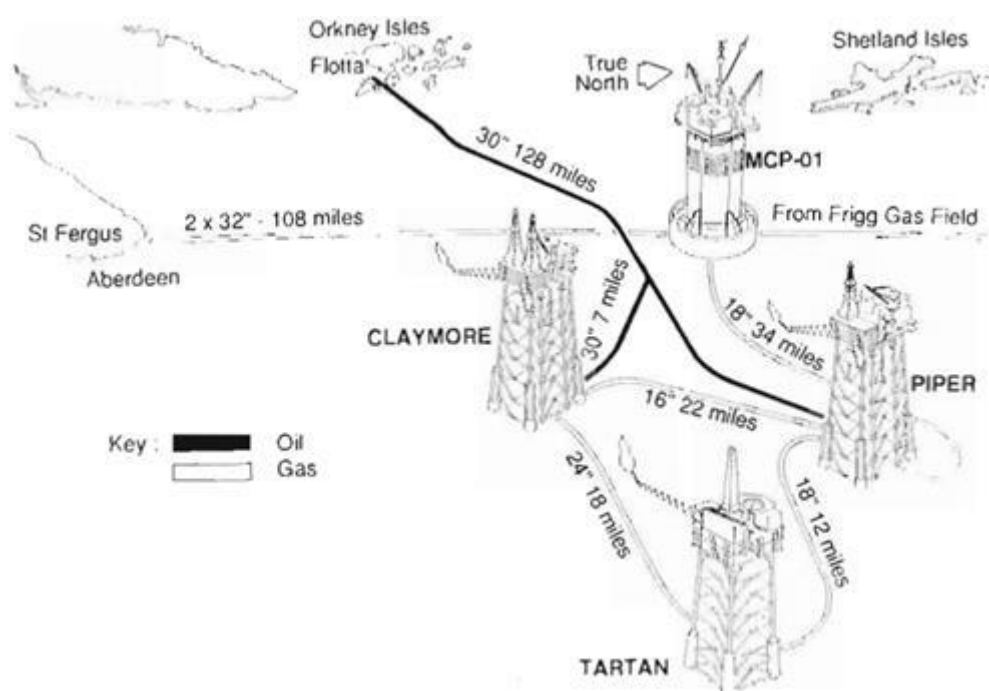 Orkney Isles
Flotta
Shetland Isles
True
North
N
MCP-01
30" 128 miles
2 x 32" - 108 miles
From Frigg Gas Field
St Fergus
Aberdeen
CLAYMORE
30" 7 miles
18" 34 miles
PIPER
16" 22 miles
Key :
Oil
Gas
24" 18 miles
18" 12 miles
TARTAN